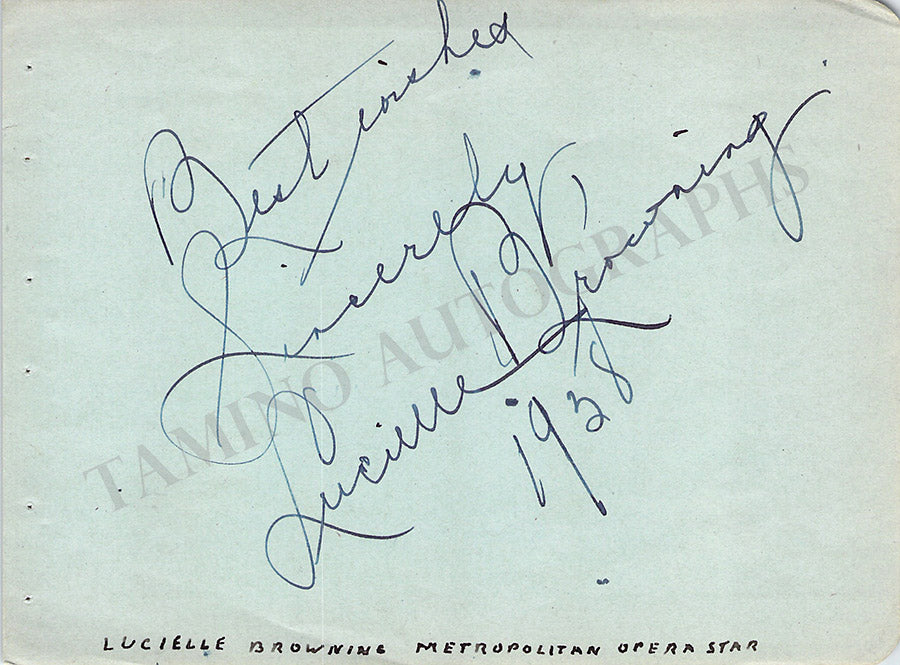 Best wishes
Sincerely
Lucielle Browning
1938
TAMINO AUTOGRAPHS
LUCIELLE BROWNING METROPOLITAN OPERA STAR